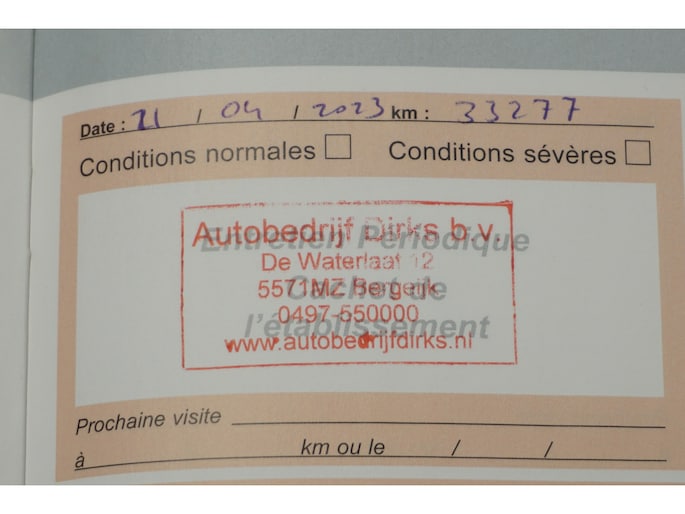 Date : 21 / 04 / 2023 km : 33277
Conditions normales Conditions sévères
Autobedrijf Dirks b.v.
Entretien Périodique
De Waterlaat 12
5571MZ Bergeijk
Cachet de
0497-550000
l'établissement
www.autobedrijfdirks.nl
Prochaine visite
à km ou le / /